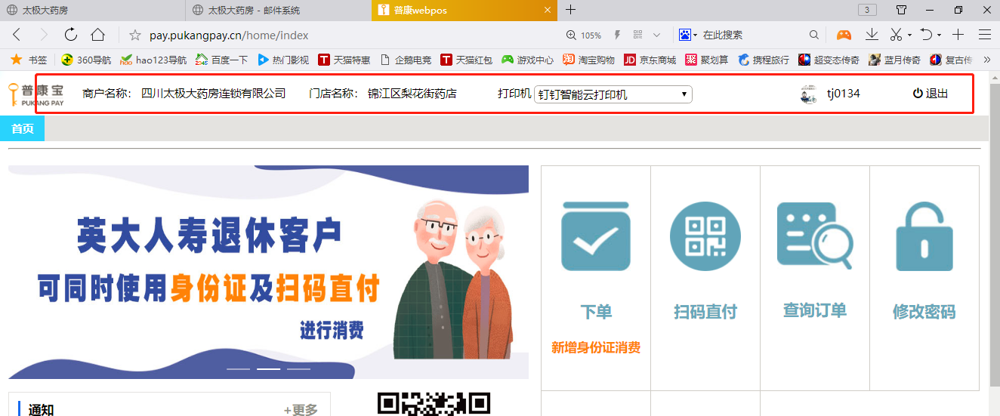 太极大药房
太极大药房 - 邮件系统
普康webpos
3
pay.pukangpay.cn/home/index
105%
在此搜索
书签
360导航
hao123导航
百度一下
热门影视
天猫特惠
企鹅电竞
天猫红包
游戏中心
淘宝购物
京东商城
聚划算
携程旅行
超变态传奇
蓝月传奇
复古传
普康宝
PUKANG PAY
商户名称： 四川太极大药房连锁有限公司
门店名称： 锦江区梨花街药店
打印机 钉钉智能云打印机
tj0134
退出
首页
英大人寿退休客户
可同时使用身份证及扫码直付
进行消费
下单
新增身份证消费
扫码直付
查询订单
修改密码
通知
+更多